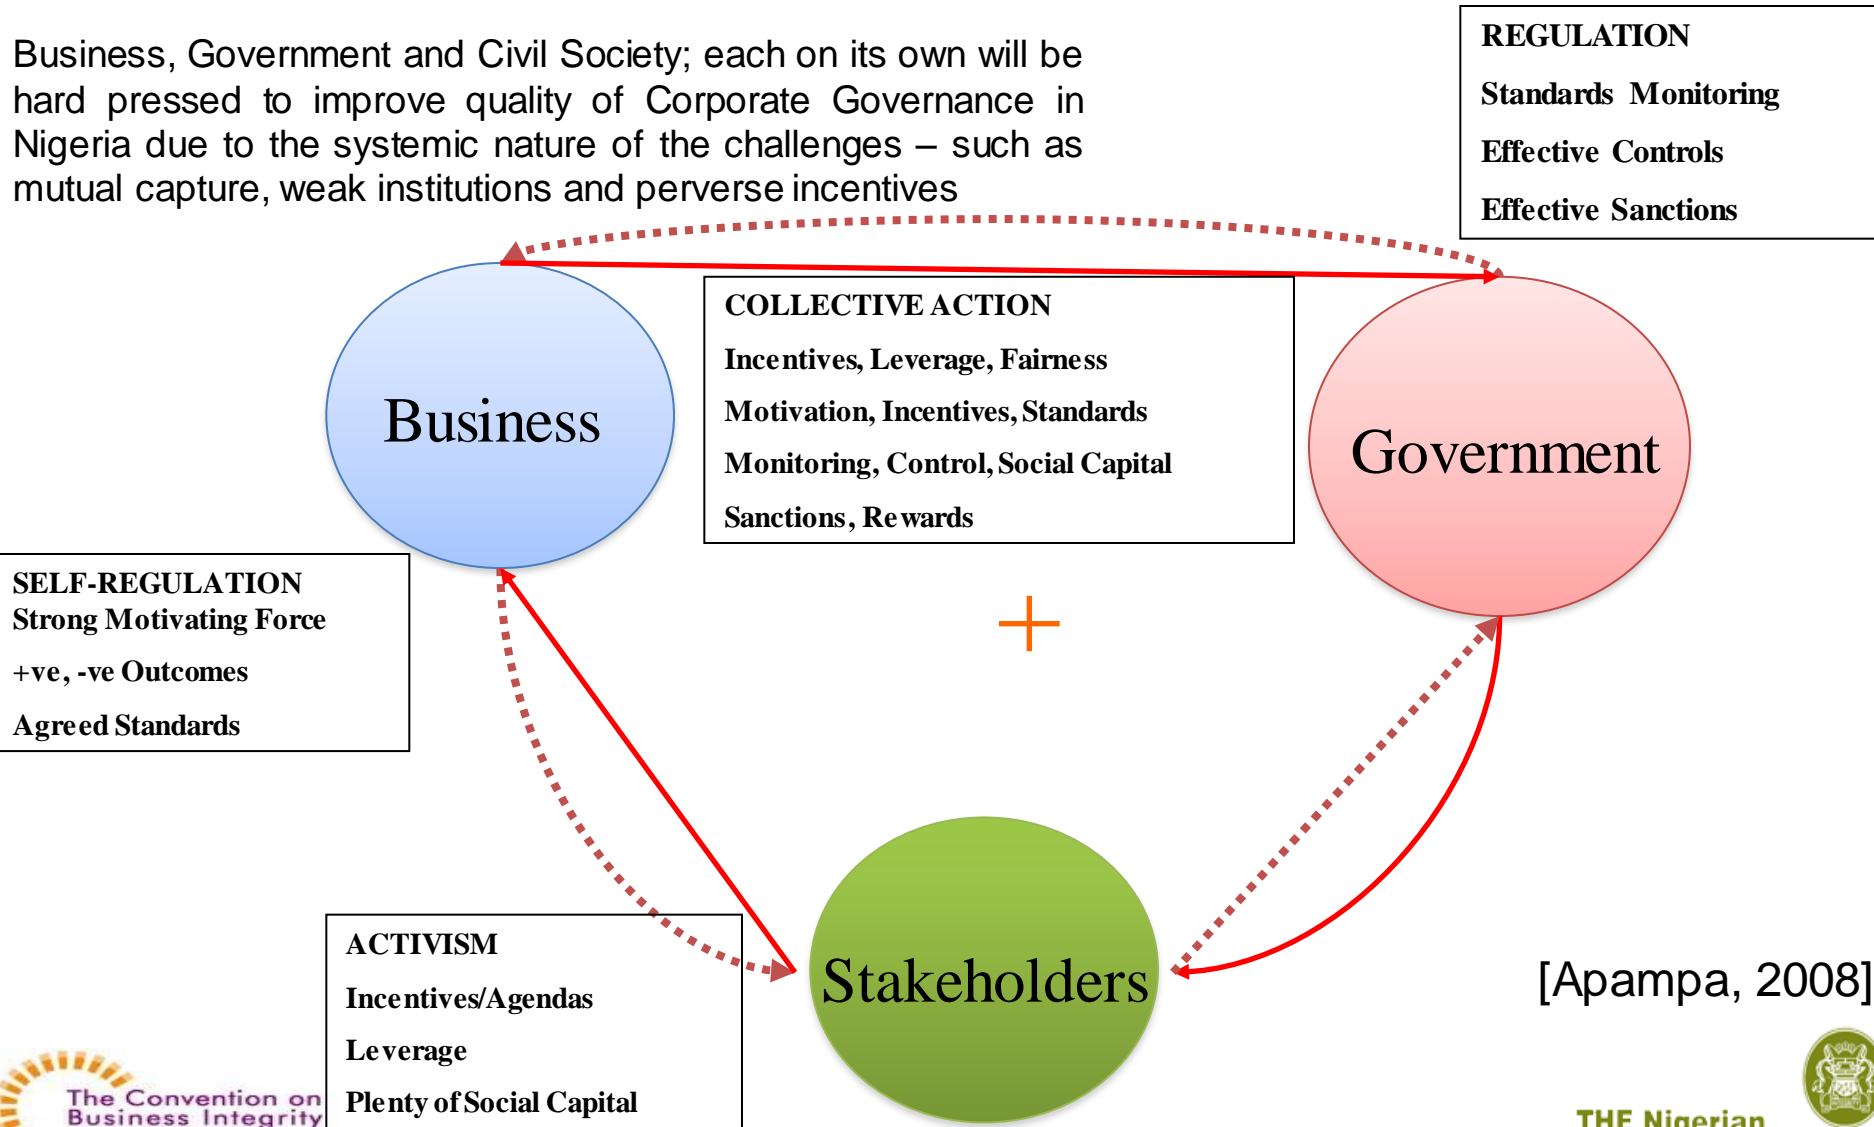 Business, Government and Civil Society; each on its own will be
hard pressed to improve quality of Corporate Governance in
Nigeria due to the systemic nature of the challenges – such as
mutual capture, weak institutions and perverse incentives
REGULATION
Standards Monitoring
Effective Controls
Effective Sanctions
COLLECTIVE ACTION
Incentives, Leverage, Fairness
Motivation, Incentives, Standards
Monitoring, Control, Social Capital
Sanctions, Rewards
Business
Government
SELF-REGULATION
Strong Motivating Force
+ve, -ve Outcomes
Agreed Standards
+
ACTIVISM
Incentives/Agendas
Leverage
Plenty of Social Capital
Stakeholders
[Apampa, 2008]
The Convention on
Business Integrity
THE Nigerian